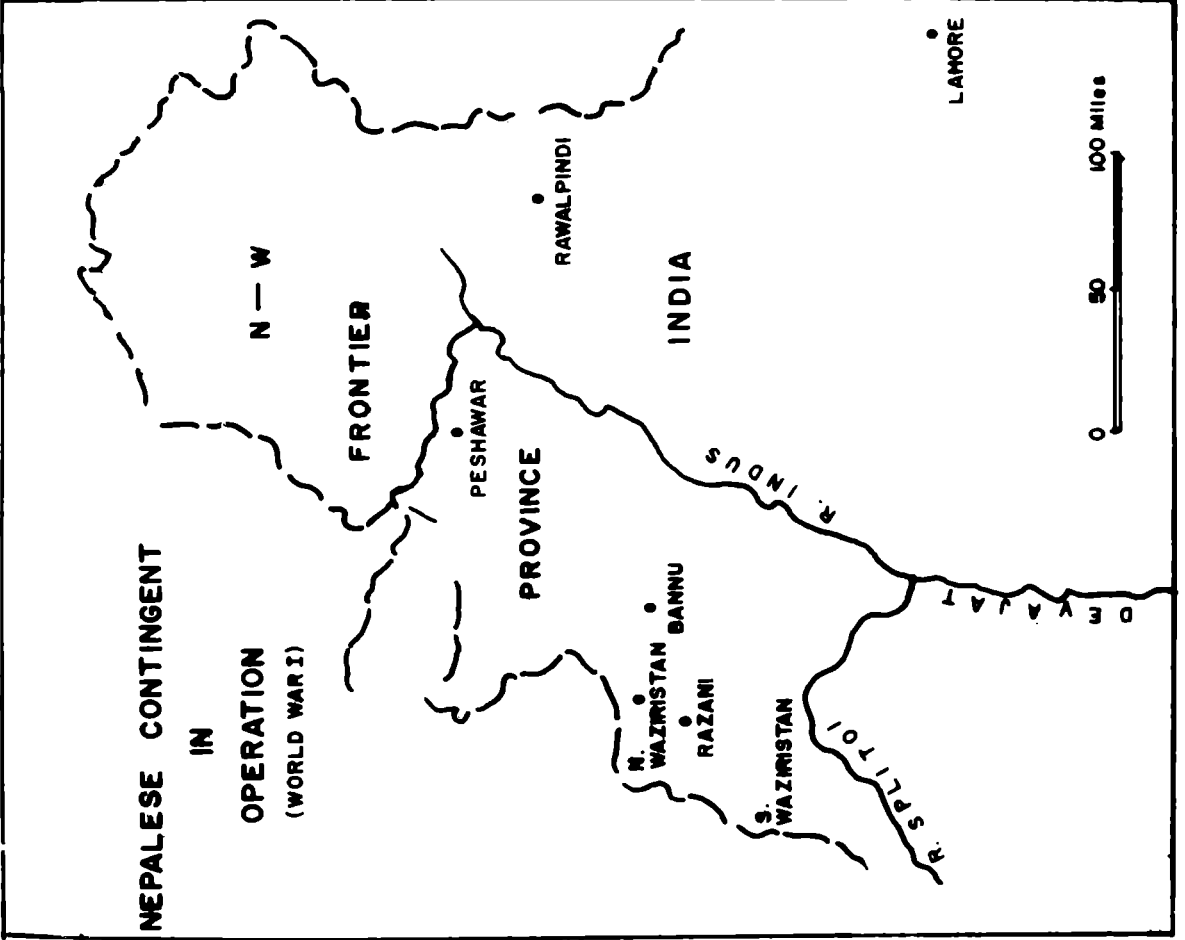 NEPALESE CONTINGENT
IN
OPERATION
(WORLD WAR I)
N — W
FRONTIER
PROVINCE
PESHAWAR
RAWALPINDI
INDIA
LAHORE
N.
WAZIRISTAN
BANNU
RAZANI
S.
WAZIRISTAN
R. INDUS
R. SPLITOI
DEVAJAT
0 50 100 Miles